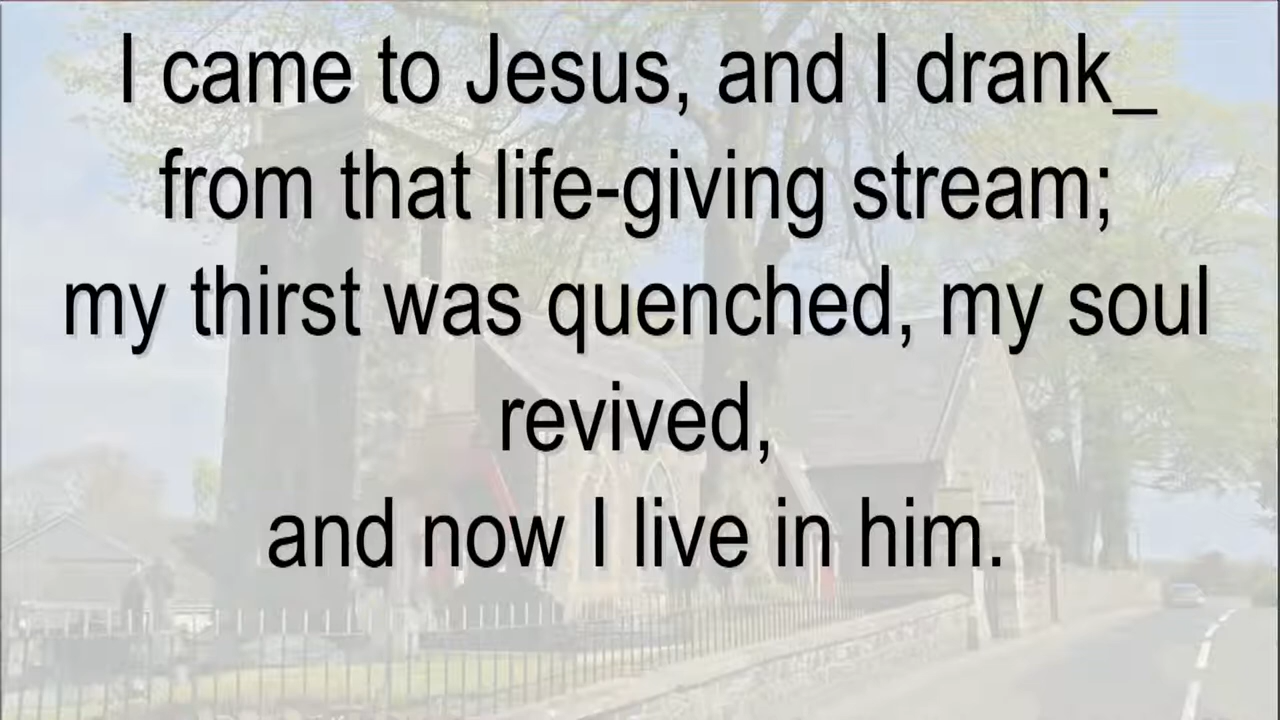 I came to Jesus, and I drank_
from that life-giving stream;
my thirst was quenched, my soul
revived,
and now I live in him.